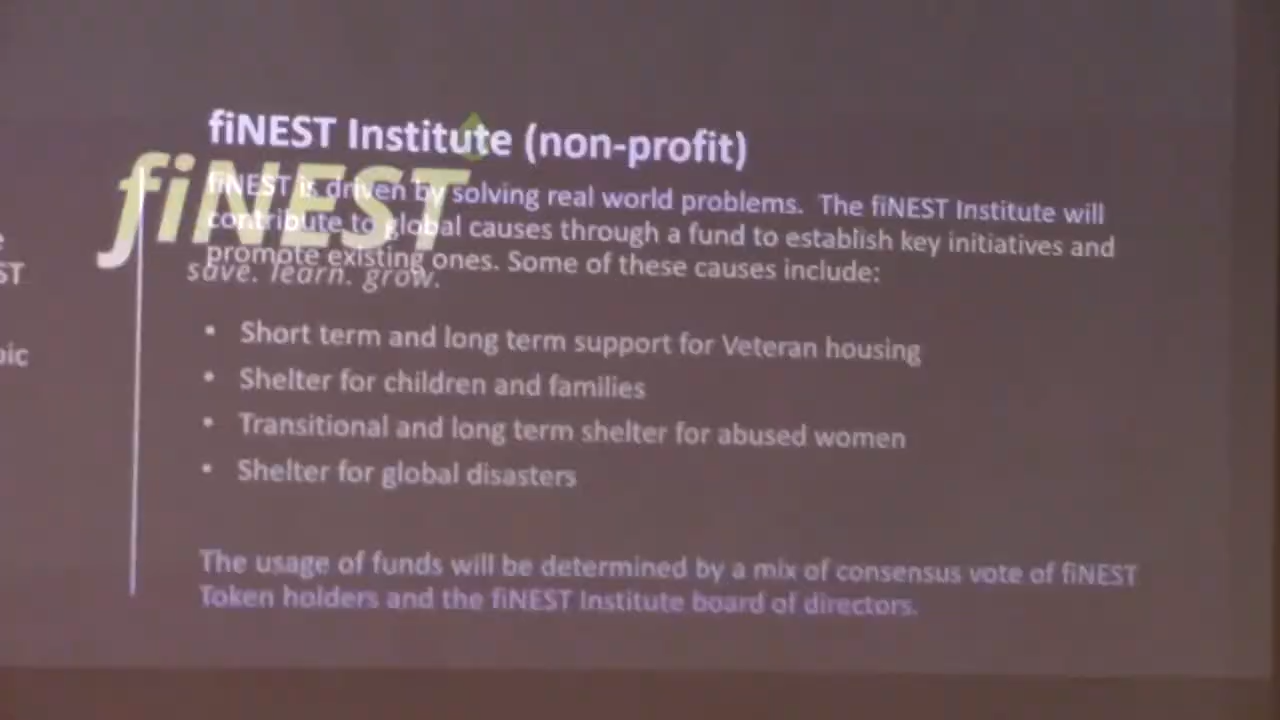 fiNEST Institute (non-profit)
fiNEST
fiNEST is driven by solving real world problems. The fiNEST Institute will
contribute to global causes through a fund to establish key initiatives and
promote existing ones. Some of these causes include:
save. learn. grow.
ST
• Short term and long term support for Veteran housing
• Shelter for children and families
• Transitional and long term shelter for abused women
• Shelter for global disasters
The usage of funds will be determined by a mix of consensus vote of fiNEST
Token holders and the fiNEST Institute board of directors.